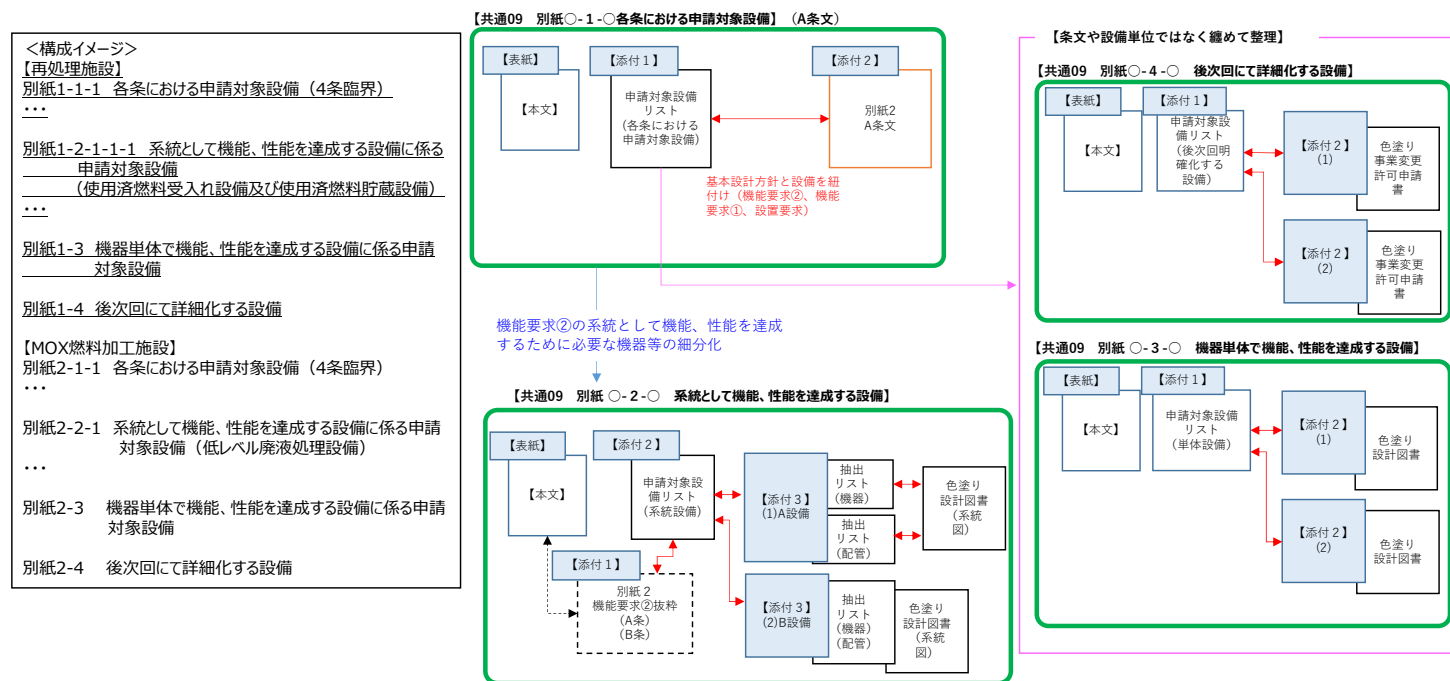 ＜構成イメージ＞
【再処理施設】
別紙1-1-1 各条における申請対象設備（4条臨界）
･･･
別紙1-2-1-1-1 系統として機能、性能を達成する設備に係る
申請対象設備
（使用済燃料受入れ設備及び使用済燃料貯蔵設備）
･･･
別紙1-3 機器単体で機能、性能を達成する設備に係る申請
対象設備
別紙1-4 後次回にて詳細化する設備
【MOX燃料加工施設】
別紙2-1-1 各条における申請対象設備（4条臨界）
･･･
別紙2-2-1 系統として機能、性能を達成する設備に係る申請
対象設備（低レベル廃液処理設備）
･･･
別紙2-3 機器単体で機能、性能を達成する設備に係る申請
対象設備
別紙2-4 後次回にて詳細化する設備
【共通09 別紙○-１-○各条における申請対象設備】（A条文）
【表紙】
【本文】
【添付１】
申請対象設備
リスト
(各条における
申請対象設備)
【添付２】
別紙2
A条文
基本設計方針と設備を紐
付け（機能要求②、機能
要求①、設置要求）
機能要求②の系統として機能、性能を達成
するために必要な機器等の細分化
【共通09 別紙 ○-２-○ 系統として機能、性能を達成する設備】
【表紙】
【本文】
【添付２】
申請対象設
備リスト
(系統設備)
【添付１】
別紙２
機能要求②抜粋
(A条)
(B条)
【添付３】
(1)A設備
抽出
リスト
(機器)
抽出
リスト
(配管)
色塗り
設計図書
（系統
図）
【添付３】
(2)B設備
抽出
リスト
(機器)
(配管)
色塗り
設計図書
（系統
図）
【条文や設備単位ではなく纏めて整理】
【共通09 別紙○-４-○ 後次回にて詳細化する設備】
【表紙】
【本文】
【添付１】
申請対象設
備リスト
(後次回明
確化する
設備)
【添付２】
(1)
色塗り
事業変更
許可申請
書
【添付２】
(2)
色塗り
事業変更
許可申請
書
【共通09 別紙 ○-３-○ 機器単体で機能、性能を達成する設備】
【表紙】
【本文】
【添付１】
申請対象設備
リスト
(単体設備)
【添付２】
(1)
色塗り
設計図書
【添付２】
(2)
色塗り
設計図書